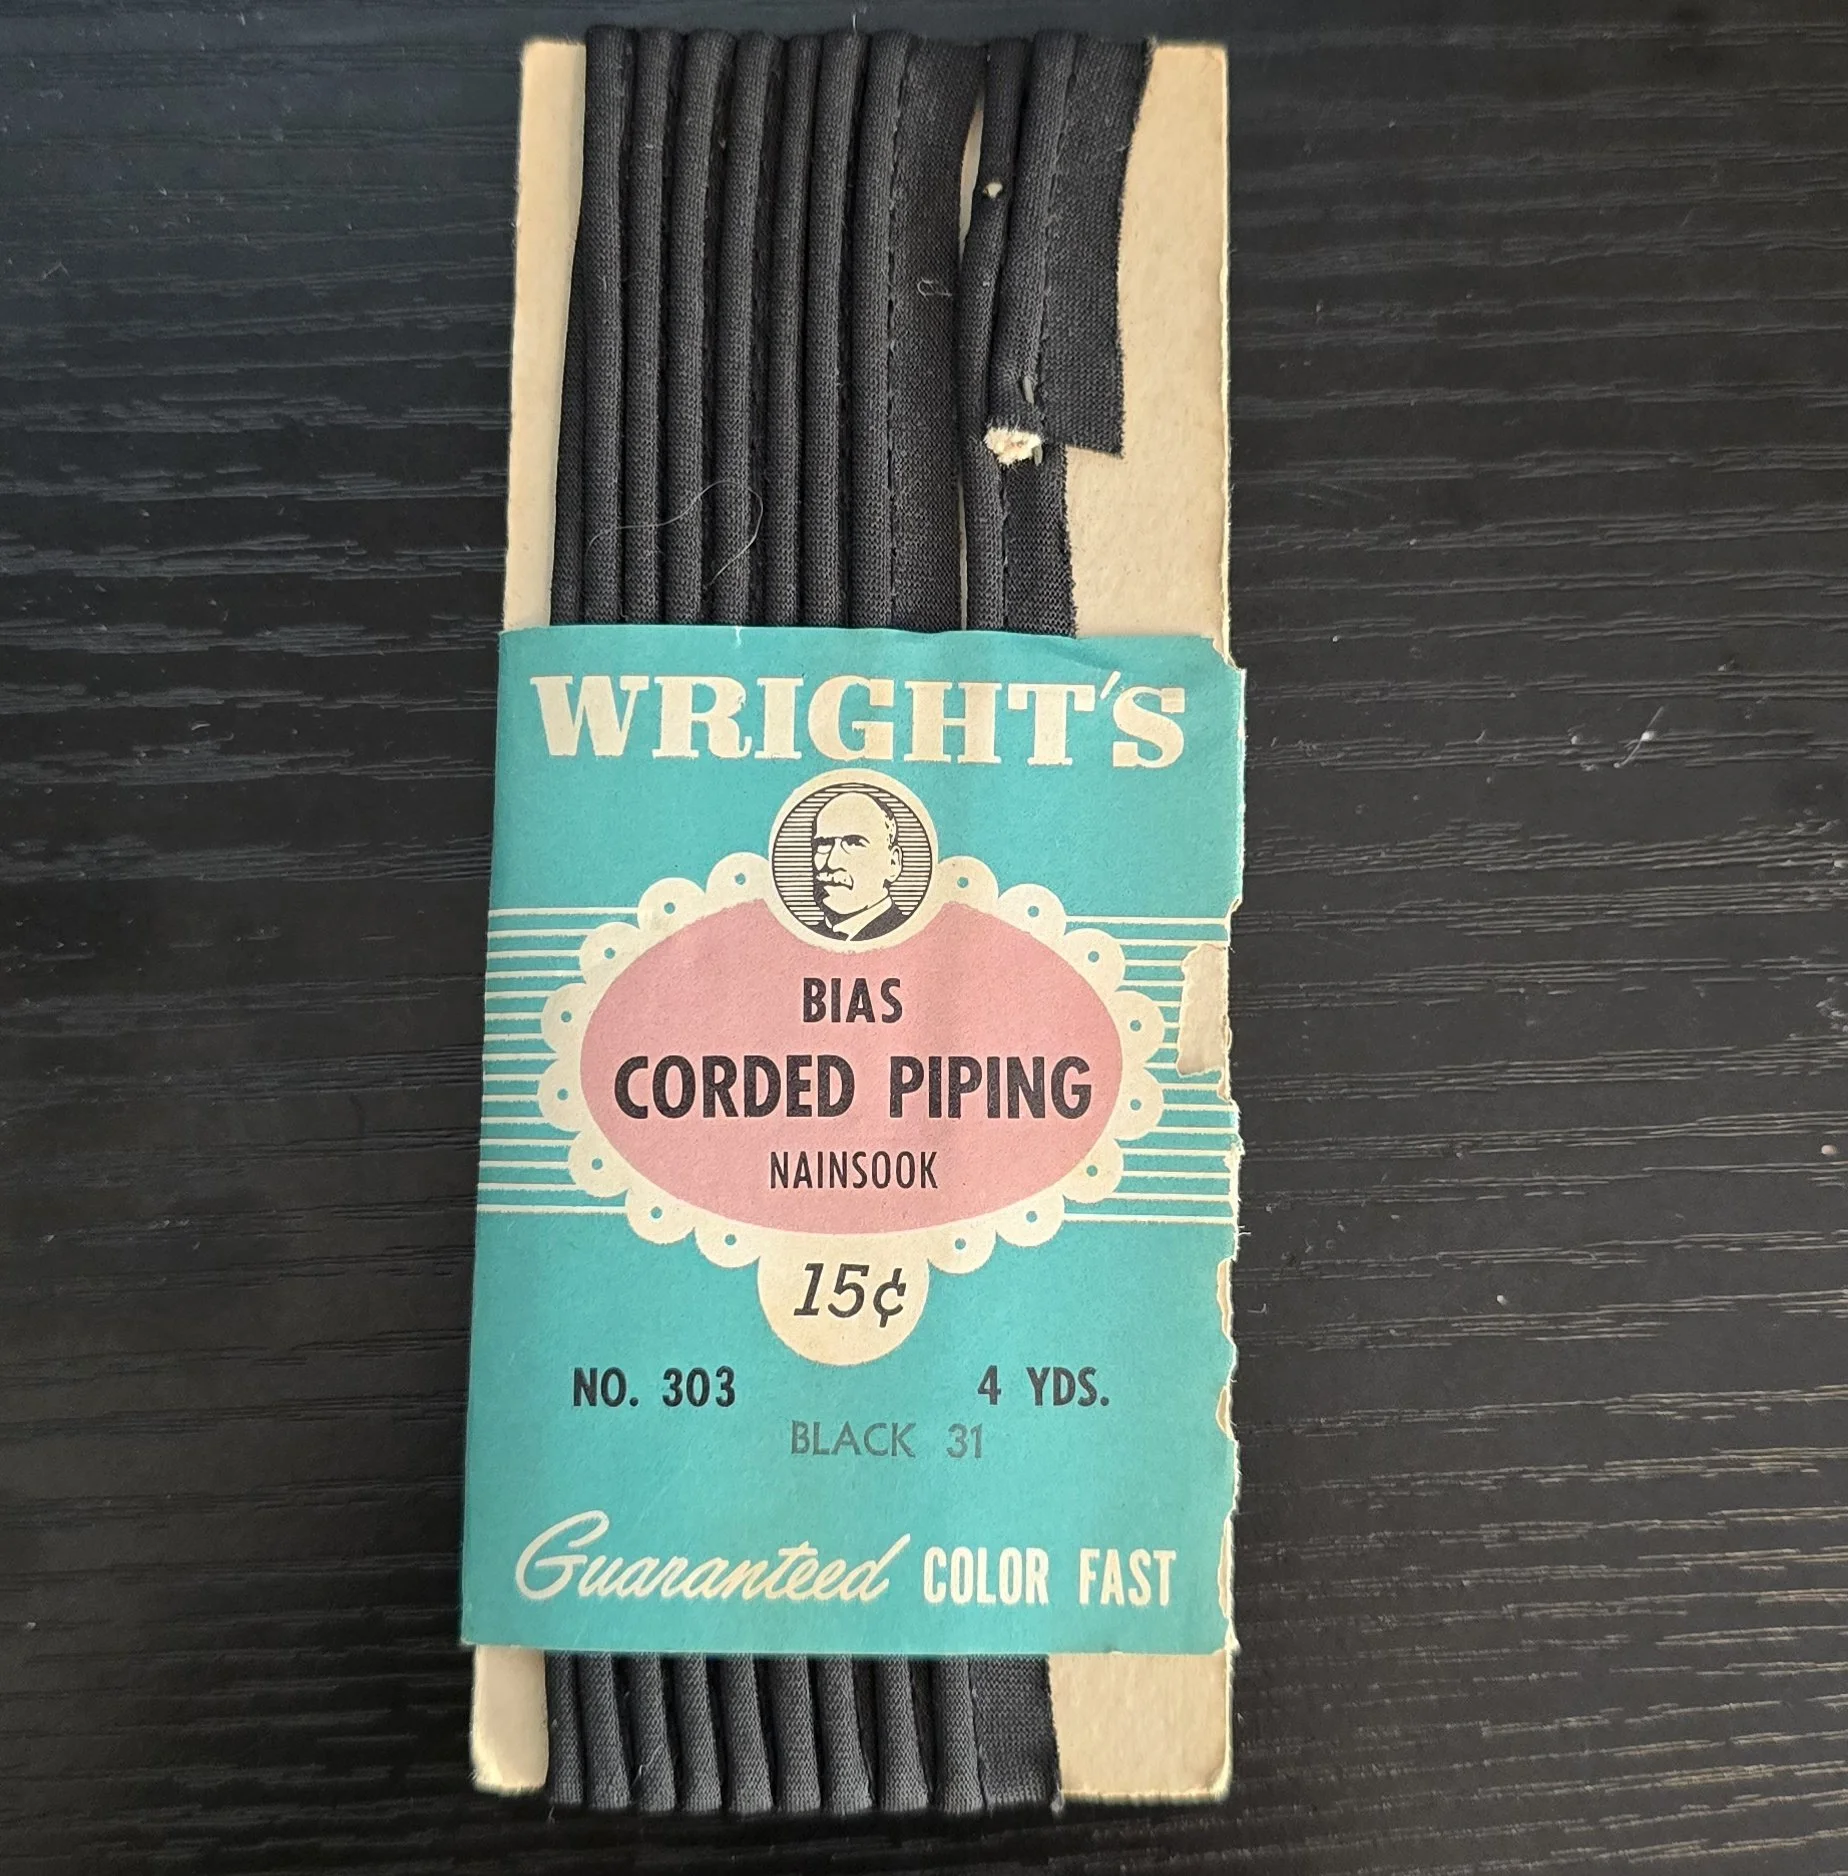 WRIGHT'S
BIAS
CORDED PIPING
NAINSOOK
15¢
NO. 303 4 YDS.
BLACK 31
Guaranteed COLOR FAST